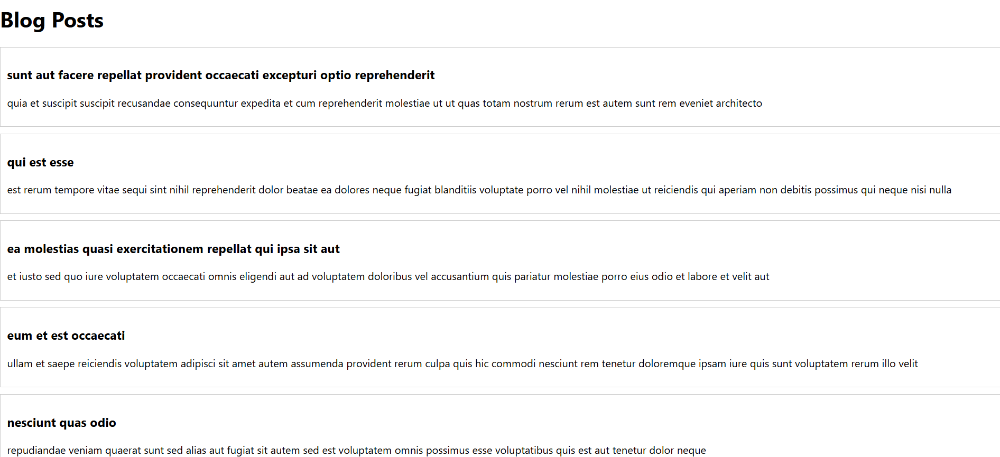 Blog Posts
sunt aut facere repellat provident occaecati excepturi optio reprehenderit
quia et suscipit suscipit recusandae consequuntur expedita et cum reprehenderit molestiae ut ut quas totam nostrum rerum est autem sunt rem eveniet architecto
qui est esse
est rerum tempore vitae sequi sint nihil reprehenderit dolor beatae ea dolores neque fugiat blanditiis voluptate porro vel nihil molestiae ut reiciendis qui aperiam non debitis possimus qui neque nisi nulla
ea molestias quasi exercitationem repellat qui ipsa sit aut
et iusto sed quo iure voluptatem occaecati omnis eligendi aut ad voluptatem doloribus vel accusantium quis pariatur molestiae porro eius odio et labore et velit aut
eum et est occaecati
ullam et saepe reiciendis voluptatem adipisci sit amet autem assumenda provident rerum culpa quis hic commodi nesciunt rem tenetur doloremque ipsam iure quis sunt voluptatem rerum illo velit
nesciunt quas odio
repudiandae veniam quaerat sunt sed alias aut fugiat sit autem sed est voluptatem omnis possimus esse voluptatibus quis est aut tenetur dolor neque